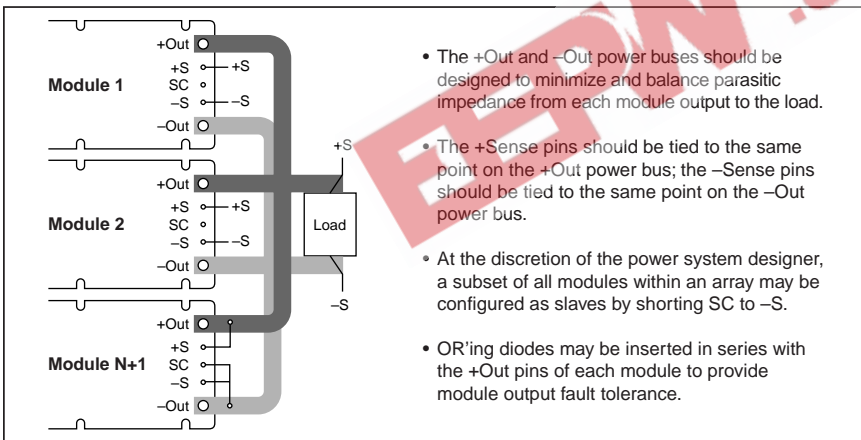 +Out
+S
+S
Module 1
SC
–S
–S
–Out
+S
+Out
+S
+S
Module 2
SC
Load
–S
–S
–Out
–S
+Out
+S
Module N+1
SC
–S
–Out
• The +Out and –Out power buses should be
designed to minimize and balance parasitic
impedance from each module output to the load.
• The +Sense pins should be tied to the same
point on the +Out power bus; the –Sense pins
should be tied to the same point on the –Out
power bus.
• At the discretion of the power system designer,
a subset of all modules within an array may be
configured as slaves by shorting SC to –S.
• OR'ing diodes may be inserted in series with
the +Out pins of each module to provide
module output fault tolerance.
EEPW.